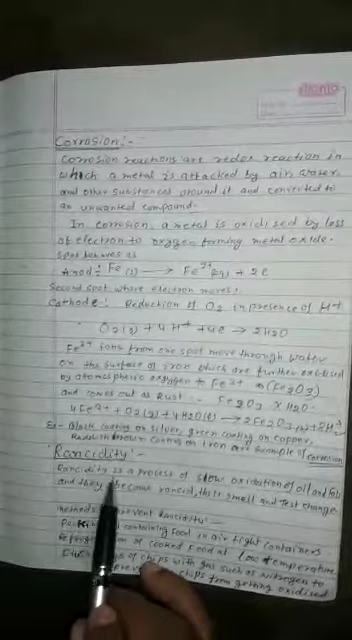 Corrosion:-
Corrosion reactions are redox reaction in
which a metal is attacked by air water,
and other substances around it and converted to
an unwanted compound.
In corrosion a metal is oxidised by loss
of electron to oxygen forming metal oxide.
spot behaves as
Anod: Fe(s) → Fe2+(aq) + 2e
Second spot where electron moves:
Cathode: Reduction of O2 in presence of H+
O2(g) + 4H+ + 4e → 2H2O
Fe2+ from one spot move through water
on the surface of iron which are further oxidised
by atomspheric oxygen to Fe3+ (Fe2O3)
and comes out as Rust :- Fe2O3 x H2O.
4Fe2+ + O2(g) + 4H2O(l) → 2Fe2O3(s) + 8H+
Ex- Black coating on silver, green coating on copper,
Reddish brown coating on iron are example of corrosion
Rancidity:-
Rancidity is a process of slow oxidation of oil and fats
and they become rancid, their smell and test change.
Methods to prevent Rancidity:-
containing food in air tight containers
of cooked food at low temperature
of chips with gas such as nitrogen to
chips from getting oxidised